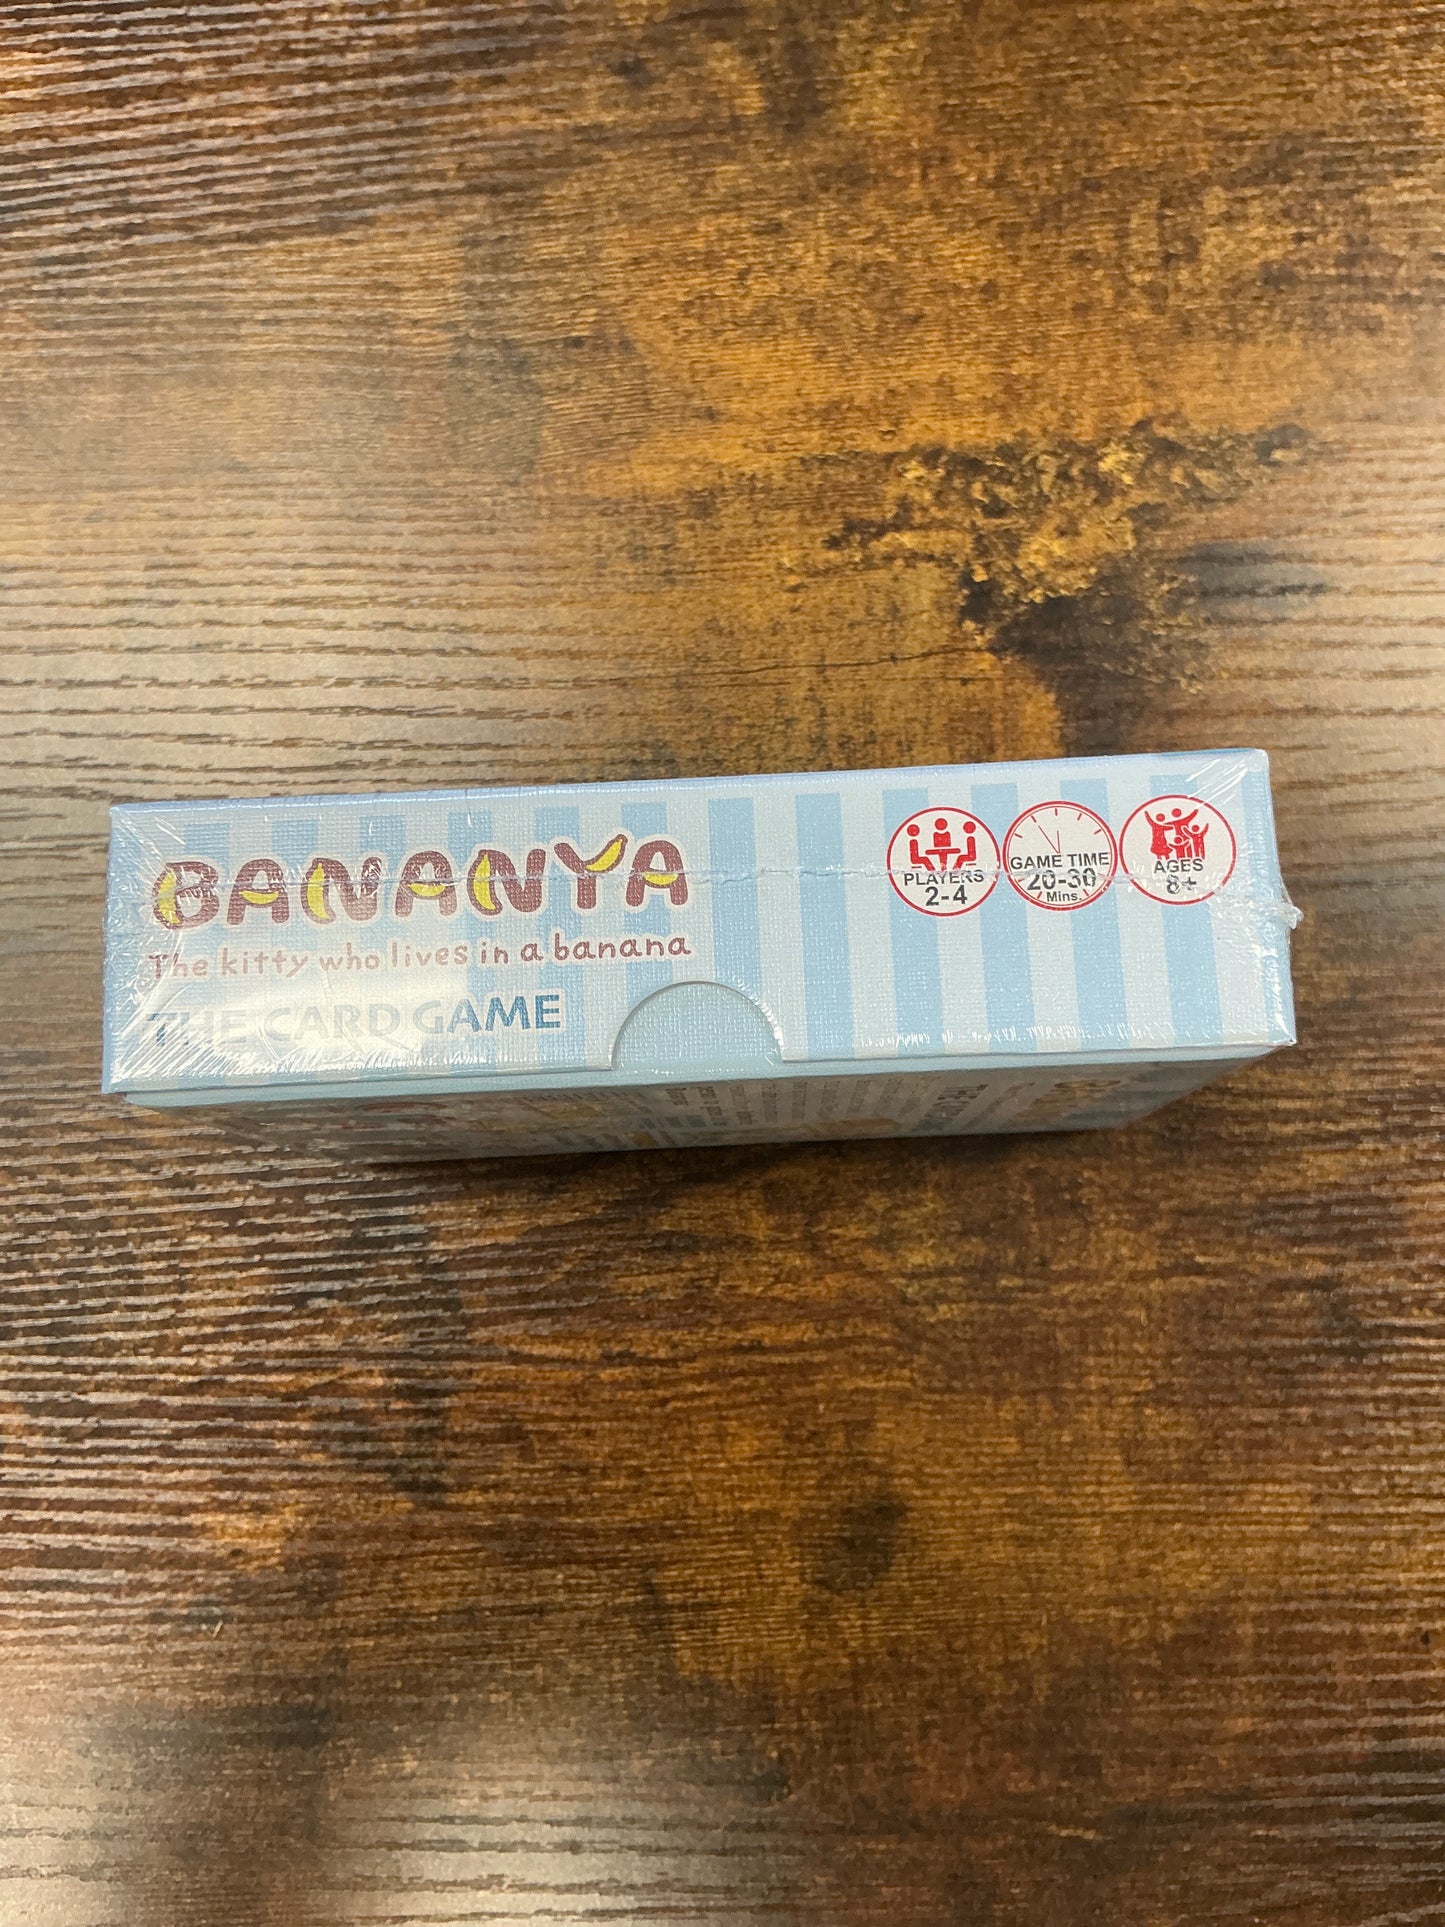 BANANYA
The kitty who lives in a banana
THE CARD GAME
PLAYERS
2-4
GAME TIME
20-30
Mins.
AGES
8+